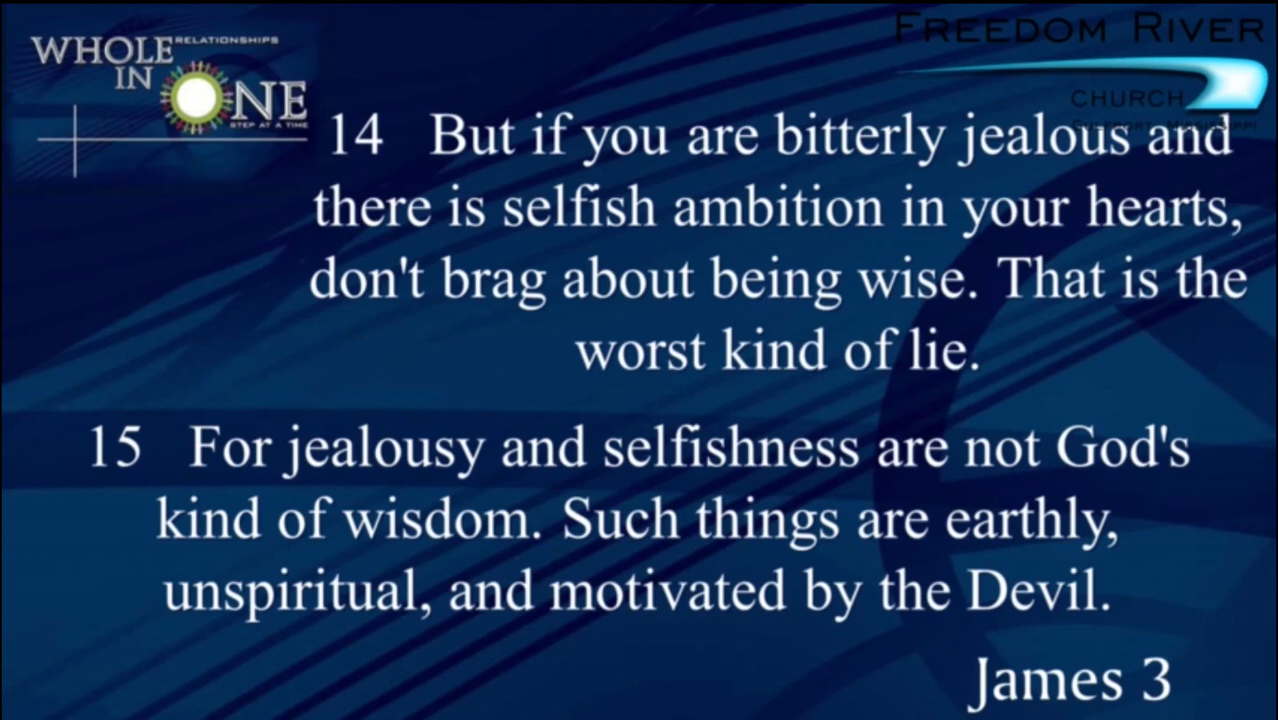 WHOLE RELATIONSHIPS
IN ONE
STEP AT A TIME
FREEDOM RIVER
CHURCH
GULFPORT, MISSISSIPPI
14 But if you are bitterly jealous and
there is selfish ambition in your hearts,
don't brag about being wise. That is the
worst kind of lie.
15 For jealousy and selfishness are not God's
kind of wisdom. Such things are earthly,
unspiritual, and motivated by the Devil.
James 3